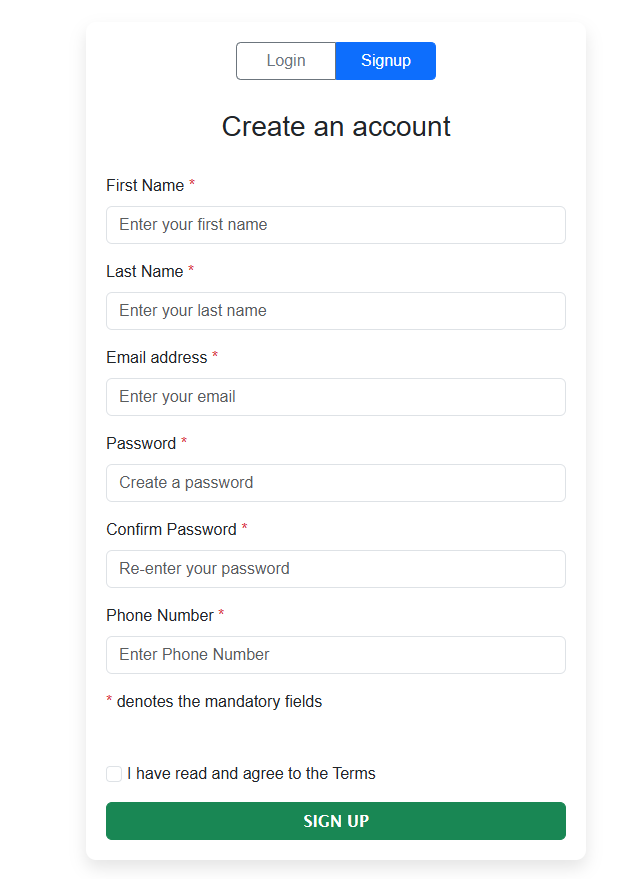 Login Signup
Create an account
First Name *
Enter your first name
Last Name *
Enter your last name
Email address *
Enter your email
Password *
Create a password
Confirm Password *
Re-enter your password
Phone Number *
Enter Phone Number
* denotes the mandatory fields
I have read and agree to the Terms
SIGN UP